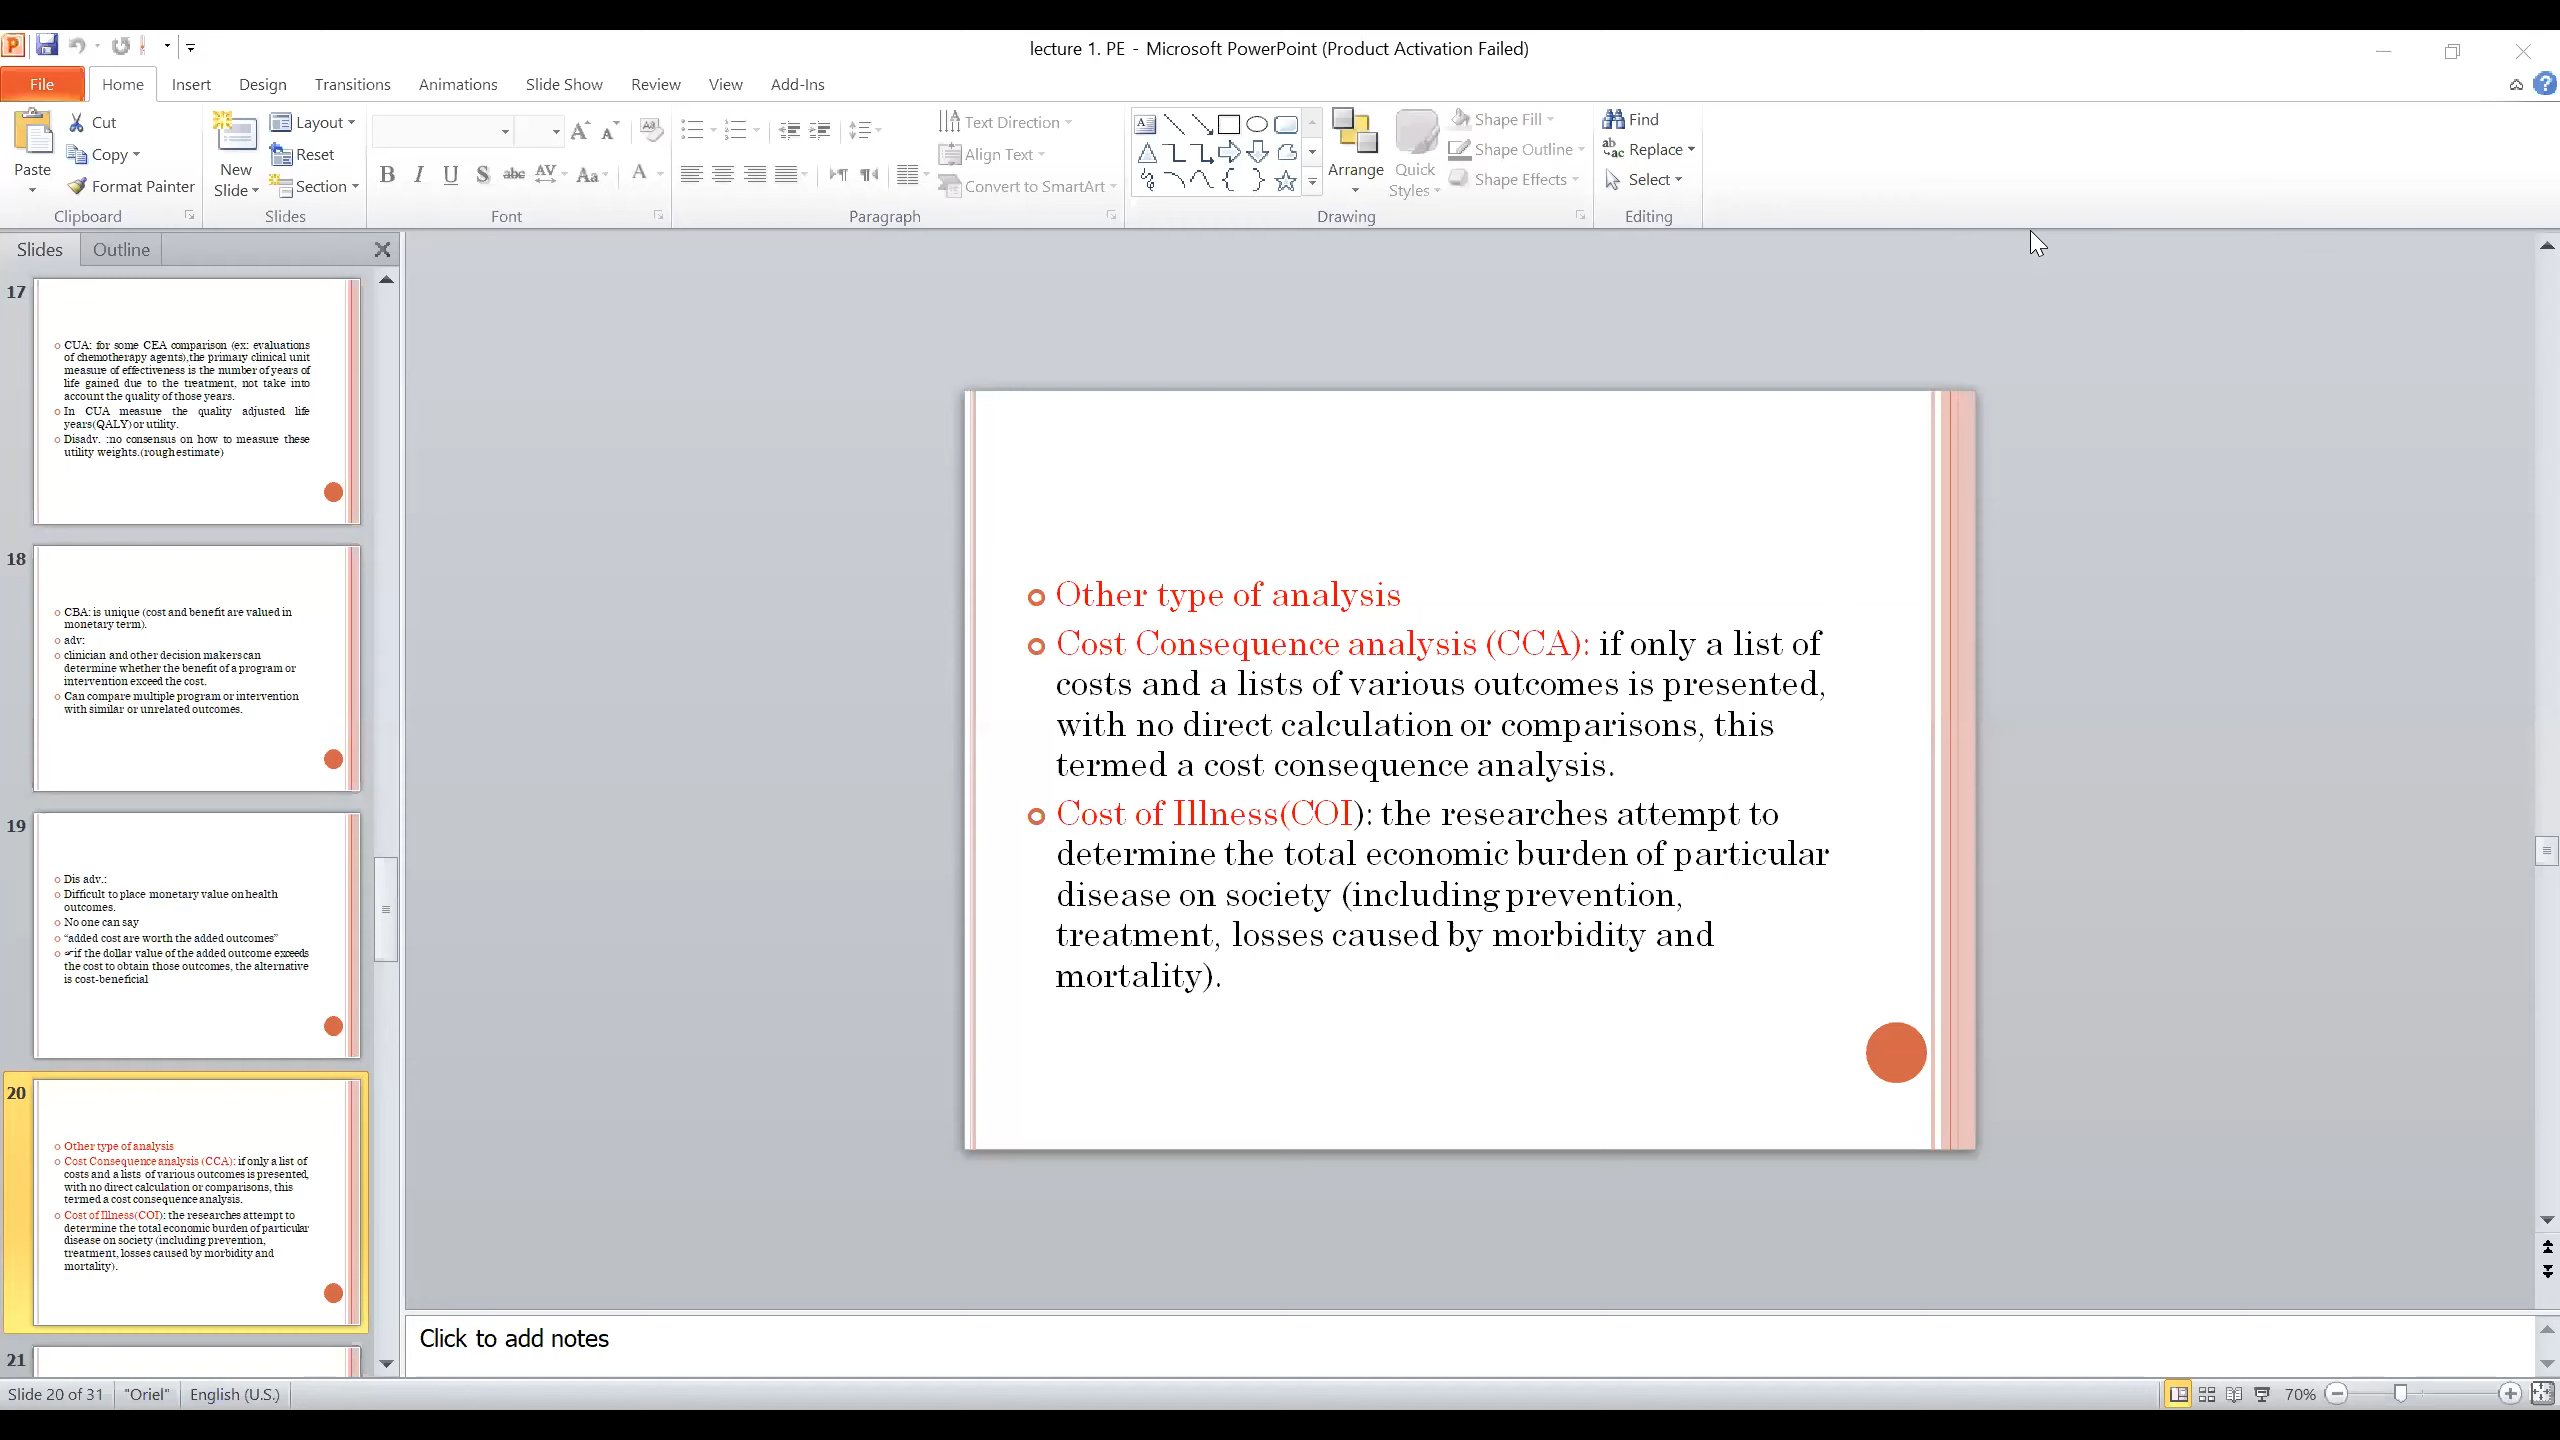 lecture 1. PE - Microsoft PowerPoint (Product Activation Failed)
File Home Insert Design Transitions Animations Slide Show Review View Add-Ins
Paste
Cut
Copy
Format Painter
Clipboard
New
Slide
Layout
Reset
Section
Slides
Font
Text Direction
Align Text
Convert to SmartArt
Paragraph
Arrange
Quick
Styles
Shape Fill
Shape Outline
Shape Effects
Drawing
Find
Replace
Select
Editing
Slides Outline
17
CUA: for some CEA comparison (ex: evaluations
of chemotherapy agents),the primary clinical unit
measure of effectiveness is the number of years of
life gained due to the treatment, not take into
account the quality of those years.
In CUA measure the quality adjusted life
years(QALY) or utility.
Disadv. :no consensus on how to measure these
utility weights.(rough estimate)
18
CBA: is unique (cost and benefit are valued in
monetary term).
adv:
clinician and other decision makers can
determine whether the benefit of a program or
intervention exceed the cost.
Can compare multiple program or intervention
with similar or unrelated outcomes.
19
Dis adv.:
Difficult to place monetary value on health
outcomes.
No one can say
“added cost are worth the added outcomes”
☞if the dollar value of the added outcome exceeds
the cost to obtain those outcomes, the alternative
is cost-beneficial
20
Other type of analysis
Cost Consequence analysis (CCA): if only a list of
costs and a lists of various outcomes is presented,
with no direct calculation or comparisons, this
termed a cost consequence analysis.
Cost of Illness(COI): the researches attempt to
determine the total economic burden of particular
disease on society (including prevention,
treatment, losses caused by morbidity and
mortality).
21
Other type of analysis
Cost Consequence analysis (CCA): if only a list of
costs and a lists of various outcomes is presented,
with no direct calculation or comparisons, this
termed a cost consequence analysis.
Cost of Illness(COI): the researches attempt to
determine the total economic burden of particular
disease on society (including prevention,
treatment, losses caused by morbidity and
mortality).
Click to add notes
Slide 20 of 31 "Oriel" English (U.S.) 70%